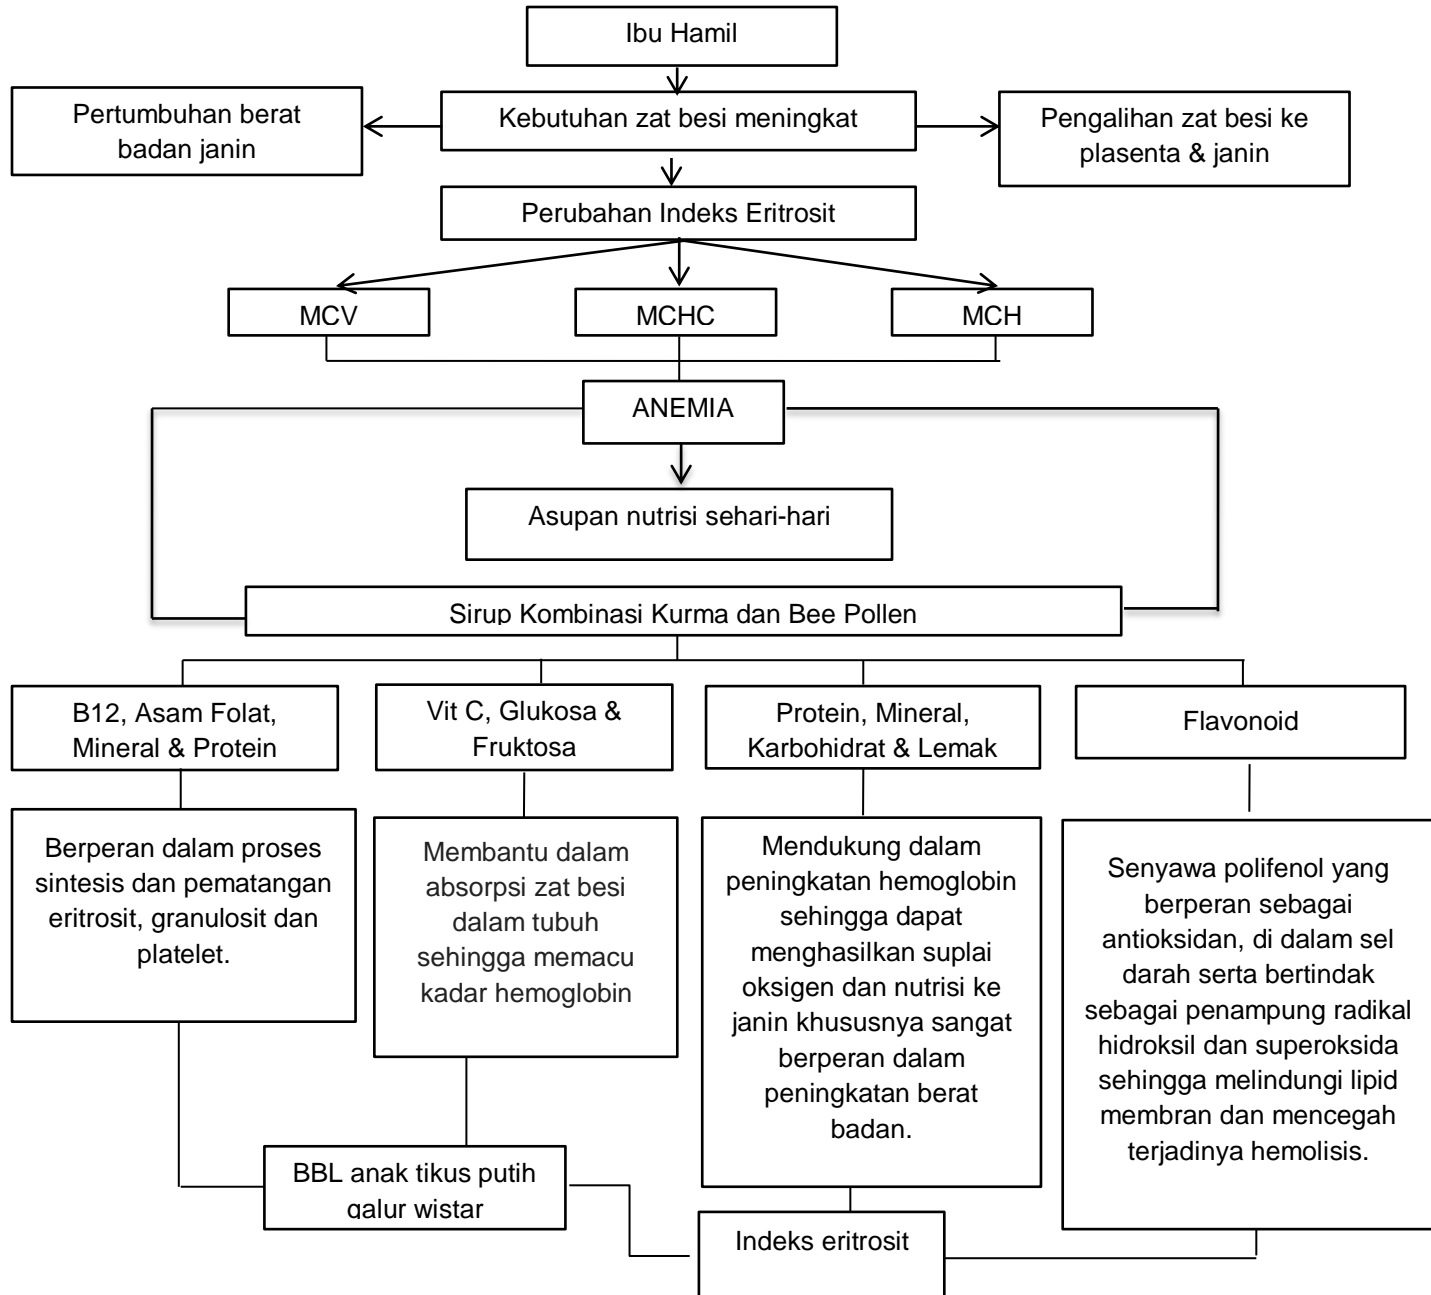 Ibu Hamil
Pertumbuhan berat
badan janin
Kebutuhan zat besi meningkat
Pengalihan zat besi ke
plasenta & janin
Perubahan Indeks Eritrosit
MCV
MCHC
MCH
ANEMIA
Asupan nutrisi sehari-hari
Sirup Kombinasi Kurma dan Bee Pollen
B12, Asam Folat,
Mineral & Protein
Vit C, Glukosa &
Fruktosa
Protein, Mineral,
Karbohidrat & Lemak
Flavonoid
Berperan dalam proses
sintesis dan pematangan
eritrosit, granulosit dan
platelet.
Membantu dalam
absorpsi zat besi
dalam tubuh
sehingga memacu
kadar hemoglobin
Mendukung dalam
peningkatan hemoglobin
sehingga dapat
menghasilkan suplai
oksigen dan nutrisi ke
janin khususnya sangat
berperan dalam
peningkatan berat
badan.
Senyawa polifenol yang
berperan sebagai
antioksidan, di dalam sel
darah serta bertindak
sebagai penampung radikal
hidroksil dan superoksida
sehingga melindungi lipid
membran dan mencegah
terjadinya hemolisis.
BBL anak tikus putih
galur wistar
Indeks eritrosit